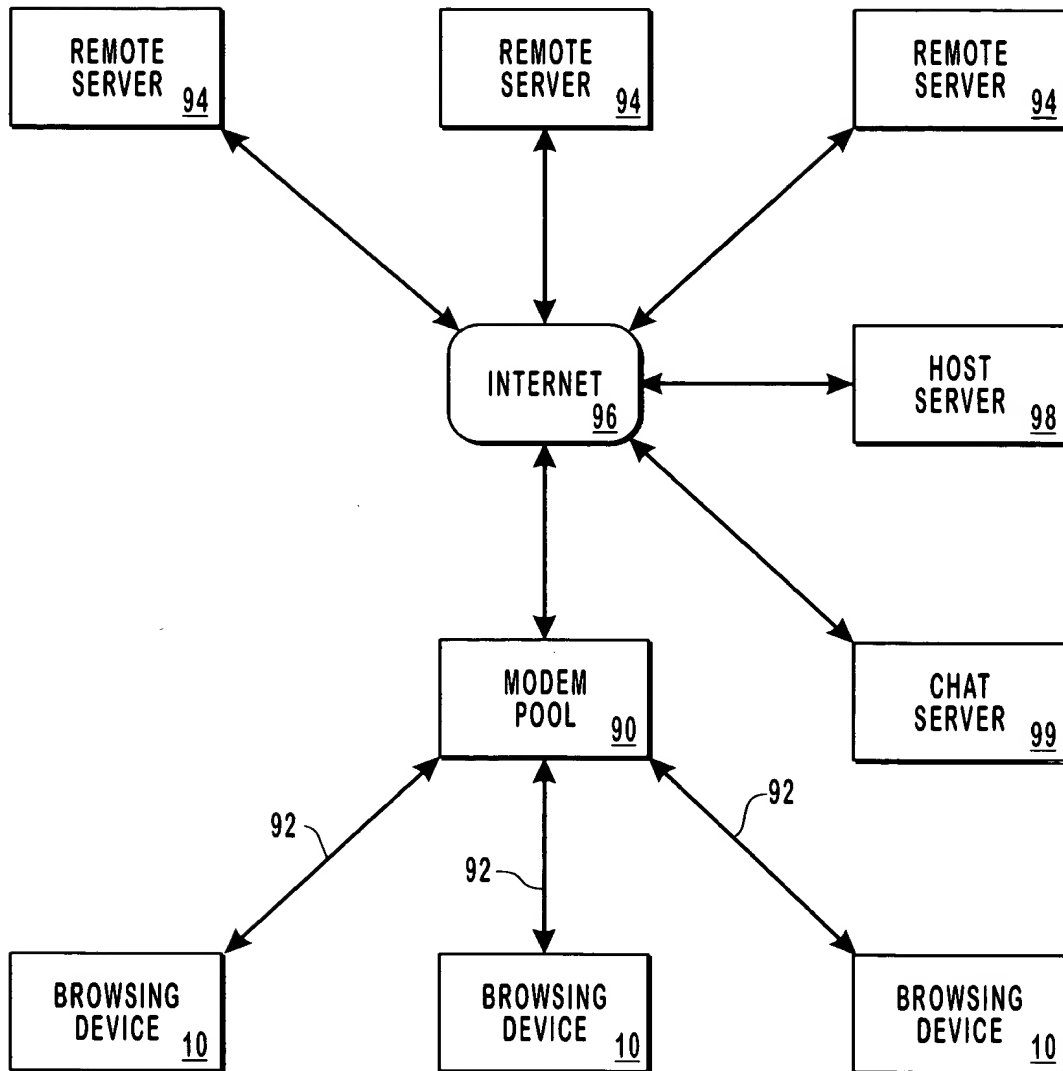 REMOTE
SERVER 94
REMOTE
SERVER 94
REMOTE
SERVER 94
INTERNET
96
HOST
SERVER 98
MODEM
POOL 90
CHAT
SERVER 99
92
92
92
BROWSING
DEVICE 10
BROWSING
DEVICE 10
BROWSING
DEVICE 10